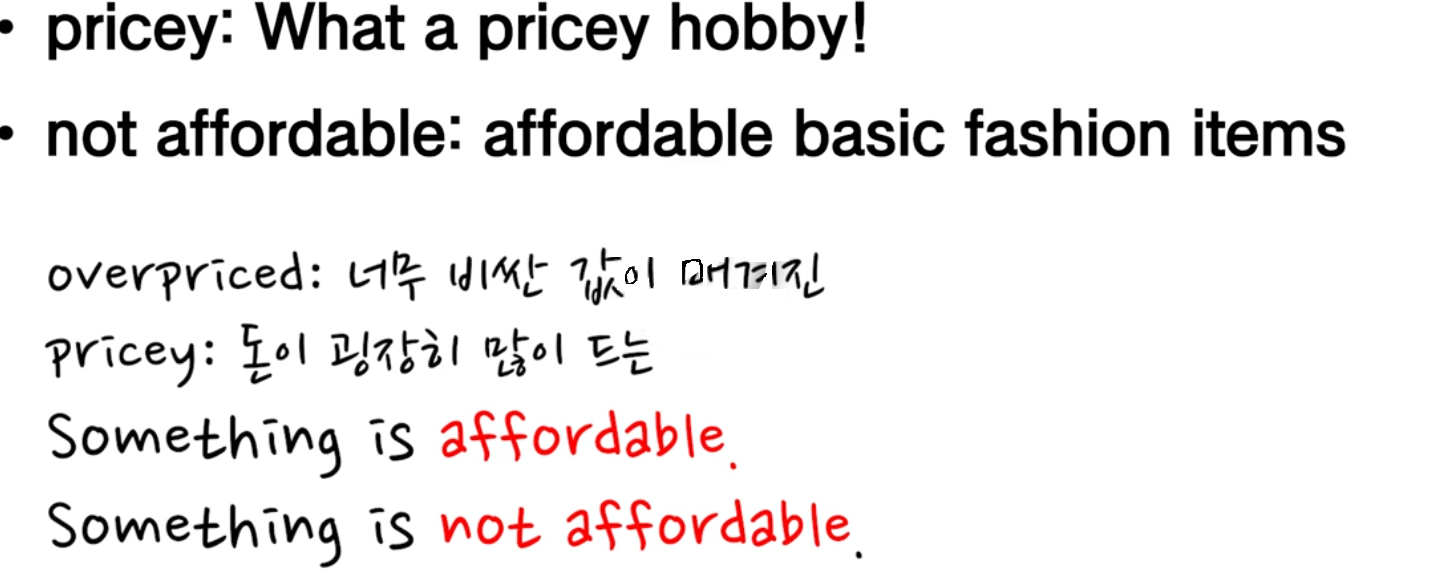 • pricey: What a pricey hobby!
• not affordable: affordable basic fashion items
overpriced: 너무 비싼 값이 매겨진
pricey: 돈이 굉장히 많이 드는
Something is affordable.
Something is not affordable.